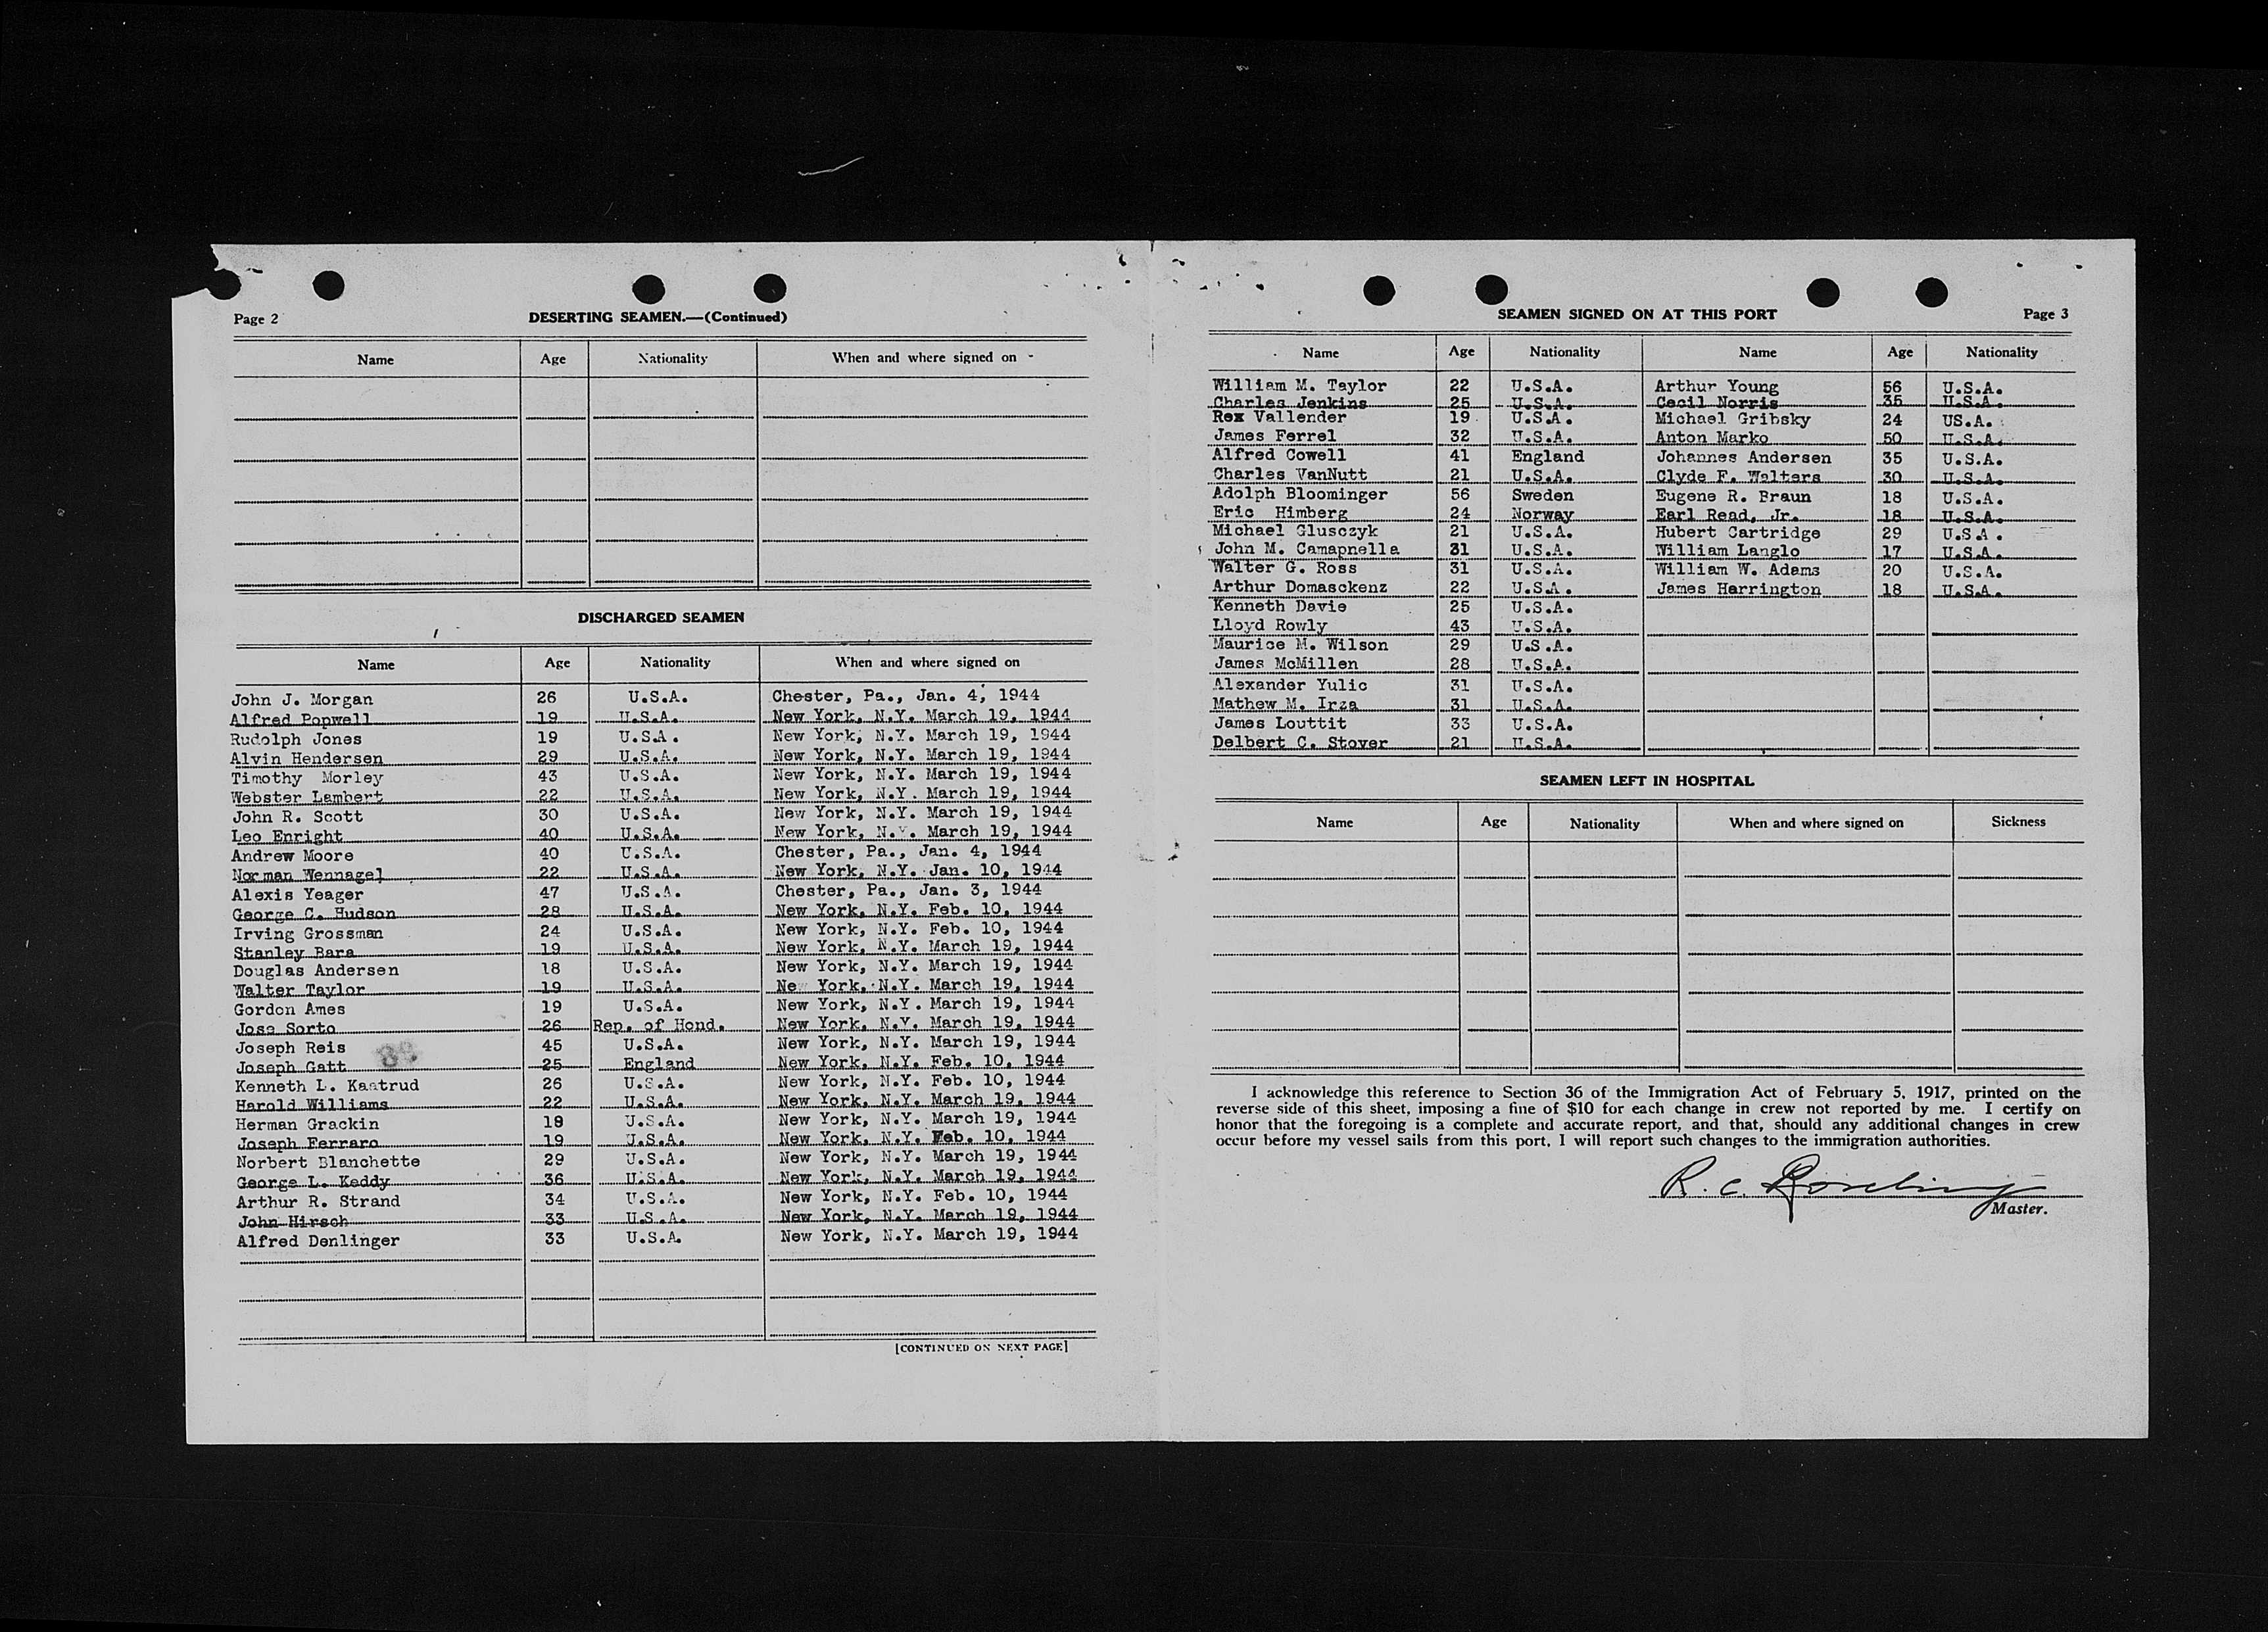 Page 2
DESERTING SEAMEN.—(Continued)
Name Age Nationality When and where signed on
DISCHARGED SEAMEN
Name Age Nationality When and where signed on
John J. Morgan 26 U.S.A. Chester, Pa., Jan. 4, 1944
Alfred Popwell 19 U.S.A. New York, N.Y. March 19, 1944
Rudolph Jones 19 U.S.A. New York, N.Y. March 19, 1944
Alvin Hendersen 29 U.S.A. New York, N.Y. March 19, 1944
Timothy Morley 43 U.S.A. New York, N.Y. March 19, 1944
Webster Lambert 22 U.S.A. New York, N.Y. March 19, 1944
John R. Scott 30 U.S.A. New York, N.Y. March 19, 1944
Leo Enright 40 U.S.A. New York, N.Y. March 19, 1944
Andrew Moore 40 U.S.A. Chester, Pa., Jan. 4, 1944
Norman Wennagel 22 U.S.A. New York, N.Y. Jan. 10, 1944
Alexis Yeager 47 U.S.A. Chester, Pa., Jan. 3, 1944
George C. Hudson 28 U.S.A. New York, N.Y. Feb. 10, 1944
Irving Grossman 24 U.S.A. New York, N.Y. Feb. 10, 1944
Stanley Bara 19 U.S.A. New York, N.Y. March 19, 1944
Douglas Andersen 18 U.S.A. New York, N.Y. March 19, 1944
Walter Taylor 19 U.S.A. Ne York, N.Y. March 19, 1944
Gordon Ames 19 U.S.A. New York, N.Y. March 19, 1944
Jose Sorto 26 Rep. of Hond. New York, N.Y. March 19, 1944
Joseph Reis 45 U.S.A. New York, N.Y. March 19, 1944
Joseph Gatt 25 England New York, N.Y. Feb. 10, 1944
Kenneth L. Kaatrud 26 U.S.A. New York, N.Y. Feb. 10, 1944
Harold Williams 22 U.S.A. New York, N.Y. March 19, 1944
Herman Grackin 19 U.S.A. New York, N.Y. March 19, 1944
Joseph Ferraro 19 U.S.A. New York, N.Y. Feb. 10, 1944
Norbert Blanchette 29 U.S.A. New York, N.Y. March 19, 1944
George L. Keddy 36 U.S.A. New York, N.Y. March 19, 1944
Arthur R. Strand 34 U.S.A. New York, N.Y. Feb. 10, 1944
John Hirsch 33 U.S.A. New York, N.Y. March 19, 1944
Alfred Denlinger 33 U.S.A. New York, N.Y. March 19, 1944
[CONTINUED ON NEXT PAGE]
SEAMEN SIGNED ON AT THIS PORT
Page 3
Name Age Nationality Name Age Nationality
William M. Taylor 22 U.S.A. Arthur Young 56 U.S.A.
Charles Jenkins 25 U.S.A. Cecil Norris 35 U.S.A.
Rex Vallender 19 U.S.A. Michael Gribsky 24 US.A.
James Ferrel 32 U.S.A. Anton Marko 50 U.S.A.
Alfred Cowell 41 England Johannes Andersen 35 U.S.A.
Charles VanNutt 21 U.S.A. Clyde F. Walters 30 U.S.A.
Adolph Bloominger 56 Sweden Eugene R. Braun 18 U.S.A.
Eric Himberg 24 Norway Earl Read, Jr. 18 U.S.A.
Michael Glusczyk 21 U.S.A. Hubert Cartridge 29 U.S.A.
John M. Camapnella 31 U.S.A. William Langlo 17 U.S.A.
Walter G. Ross 31 U.S.A. William W. Adams 20 U.S.A.
Arthur Domasckenz 22 U.S.A. James Harrington 18 U.S.A.
Kenneth Davie 25 U.S.A.
Lloyd Rowly 43 U.S.A.
Maurice M. Wilson 29 U.S.A.
James McMillen 28 U.S.A.
Alexander Yulic 31 U.S.A.
Mathew M. Irza 31 U.S.A.
James Louttit 33 U.S.A.
Delbert C. Stover 21 U.S.A.
SEAMEN LEFT IN HOSPITAL
Name Age Nationality When and where signed on Sickness
I acknowledge this reference to Section 36 of the Immigration Act of February 5, 1917, printed on the
reverse side of this sheet, imposing a fine of $10 for each change in crew not reported by me. I certify on
honor that the foregoing is a complete and accurate report, and that, should any additional changes in crew
occur before my vessel sails from this port, I will report such changes to the immigration authorities.
R. C.
Master.